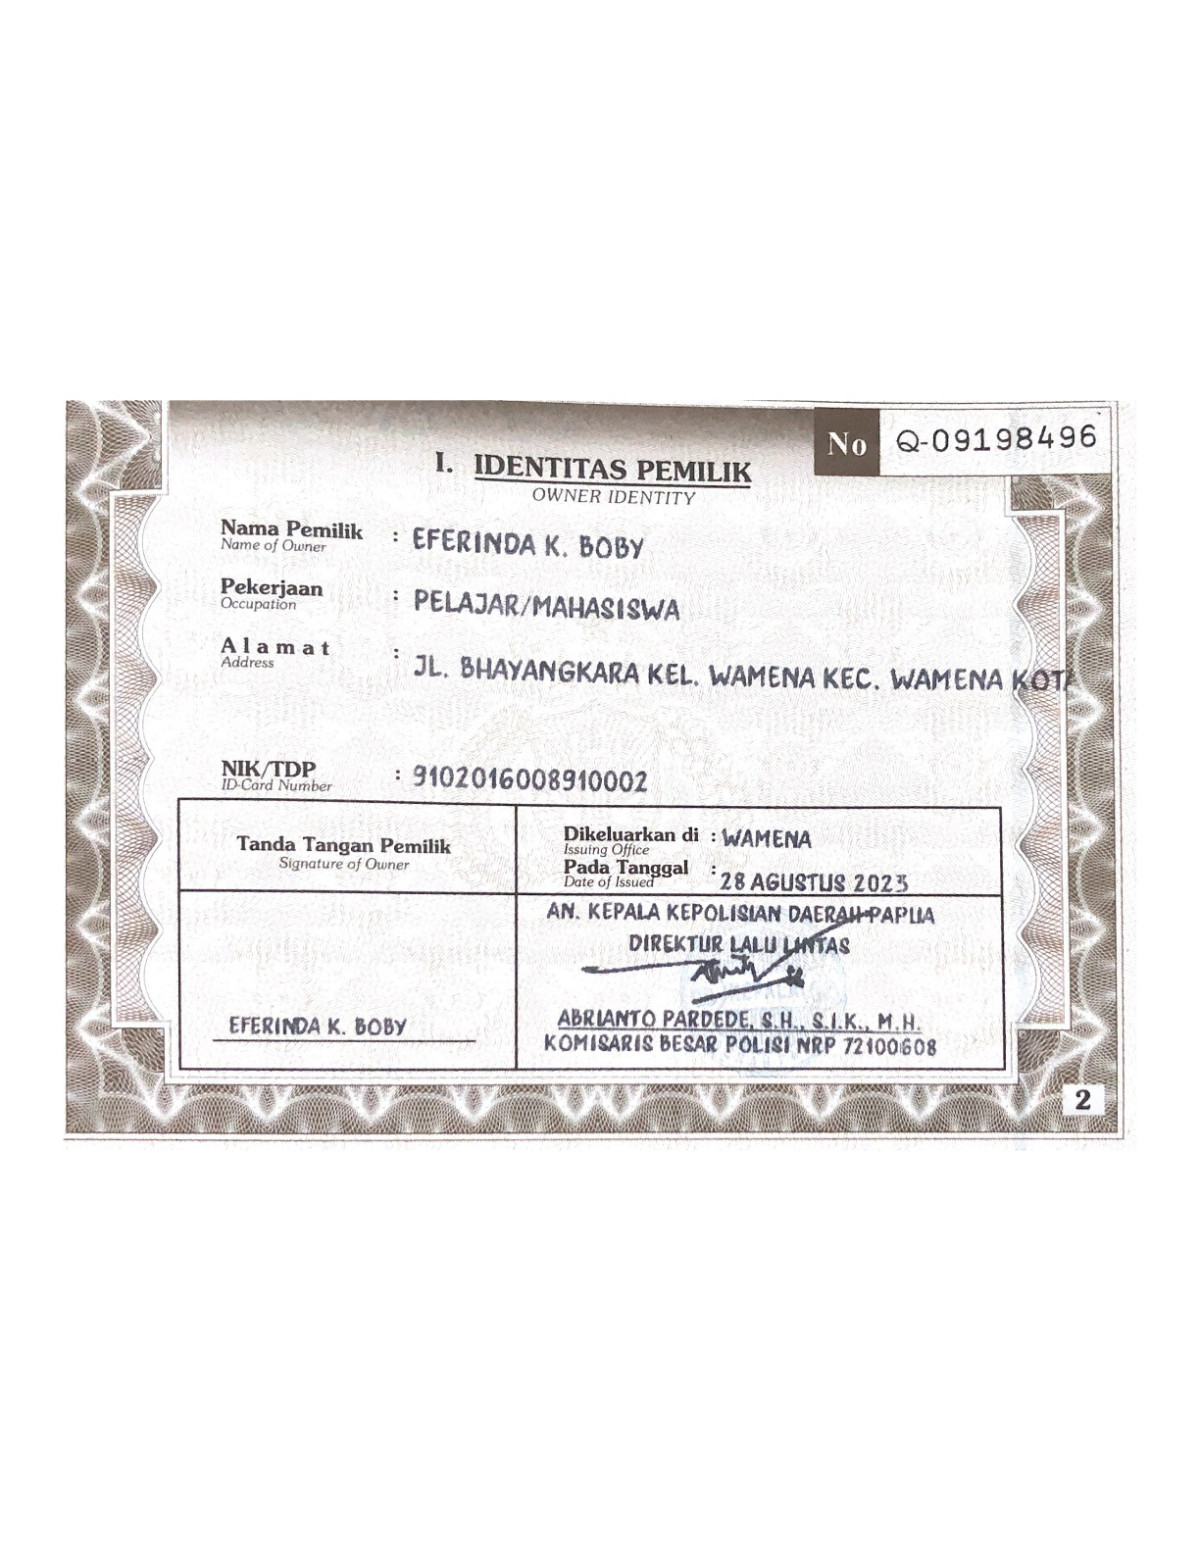 No Q-09198496
I. IDENTITAS PEMILIK
OWNER IDENTITY
Nama Pemilik : EFERINDA K. BOBY
Name of Owner
Pekerjaan : PELAJAR/MAHASISWA
Occupation
Alamat :
Address
JL. BHAYANGKARA KEL. WAMENA KEC. WAMENA KOTA
NIK/TDP : 9102016008910002
ID-Card Number
Tanda Tangan Pemilik
Signature of Owner
Dikeluarkan di : WAMENA
Issuing Office
Pada Tanggal : 28 AGUSTUS 2023
Date of Issued
AN. KEPALA KEPOLISIAN DAERAH PAPUA
DIREKTUR LALU LINTAS
EFERINDA K. BOBY
ABRIANTO PARDEDE, S.H., S.I.K., M.H.
KOMISARIS BESAR POLISI NRP 72100608
2